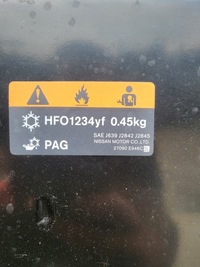 HFO1234yf 0.45kg
SAE J639 J2842 J2845
NISSAN MOTOR CO.,LTD.
PAG